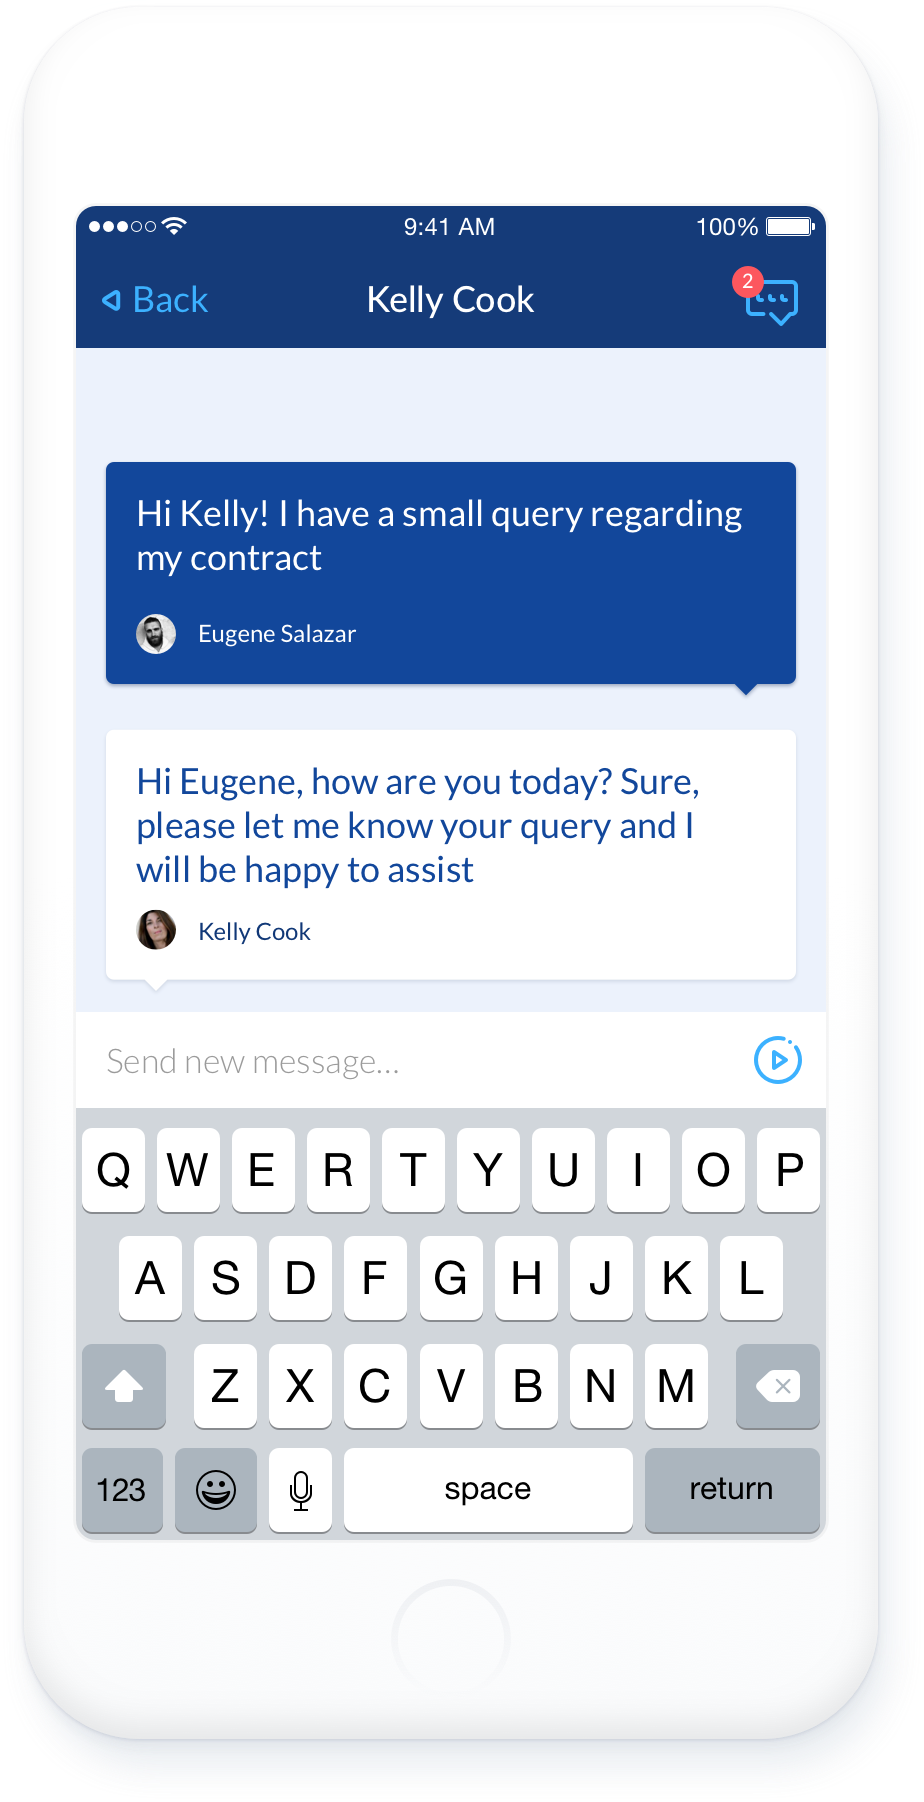 9:41 AM 100%
Back Kelly Cook 2
Hi Kelly! I have a small query regarding
my contract
Eugene Salazar
Hi Eugene, how are you today? Sure,
please let me know your query and I
will be happy to assist
Kelly Cook
Send new message...
Q W E R T Y U I O P
A S D F G H J K L
Z X C V B N M
123 space return